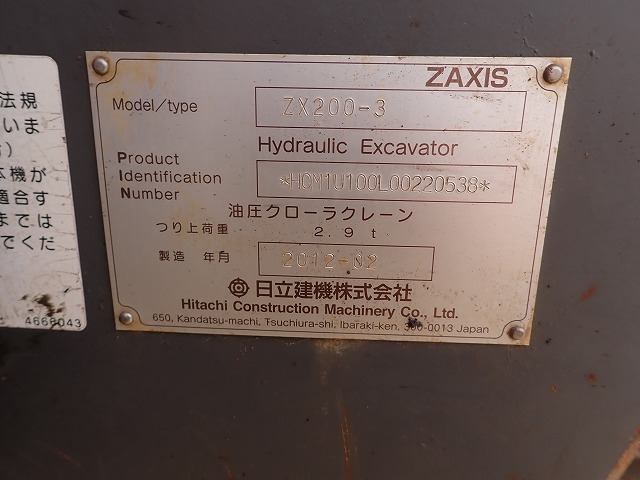 ZAXIS
Model/type ZX200-3
Hydraulic Excavator
Product
Identification
Number
*HCM1U100L00220538*
油圧クローラクレーン
つり上荷重 2.9t
製造 年月 2012-02
日立建機株式会社
Hitachi Construction Machinery Co., Ltd.
650, Kandatsu-machi, Tsuchiura-shi, Ibaraki-ken, 300-0013 Japan
法規
いま
)
本機が
適合す
までは
でくだ
4666043